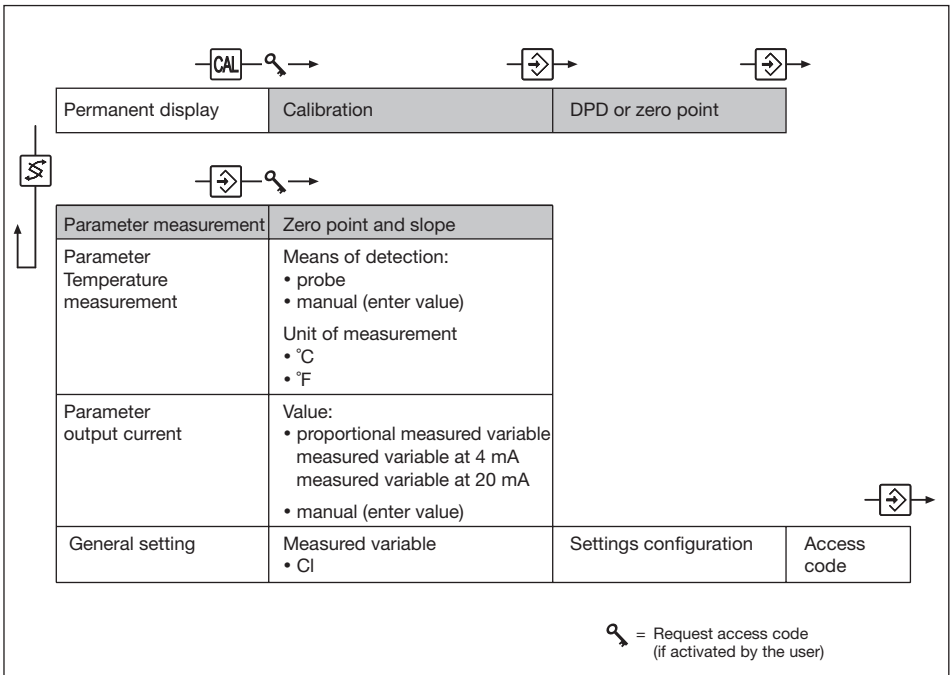 CAL
Permanent display
Calibration
DPD or zero point
Parameter measurement
Zero point and slope
Parameter
Temperature
measurement
Means of detection:
• probe
• manual (enter value)
Unit of measurement
• °C
• °F
Parameter
output current
Value:
• proportional measured variable
measured variable at 4 mA
measured variable at 20 mA
• manual (enter value)
General setting
Measured variable
• Cl
Settings configuration
Access
code
= Request access code
(if activated by the user)